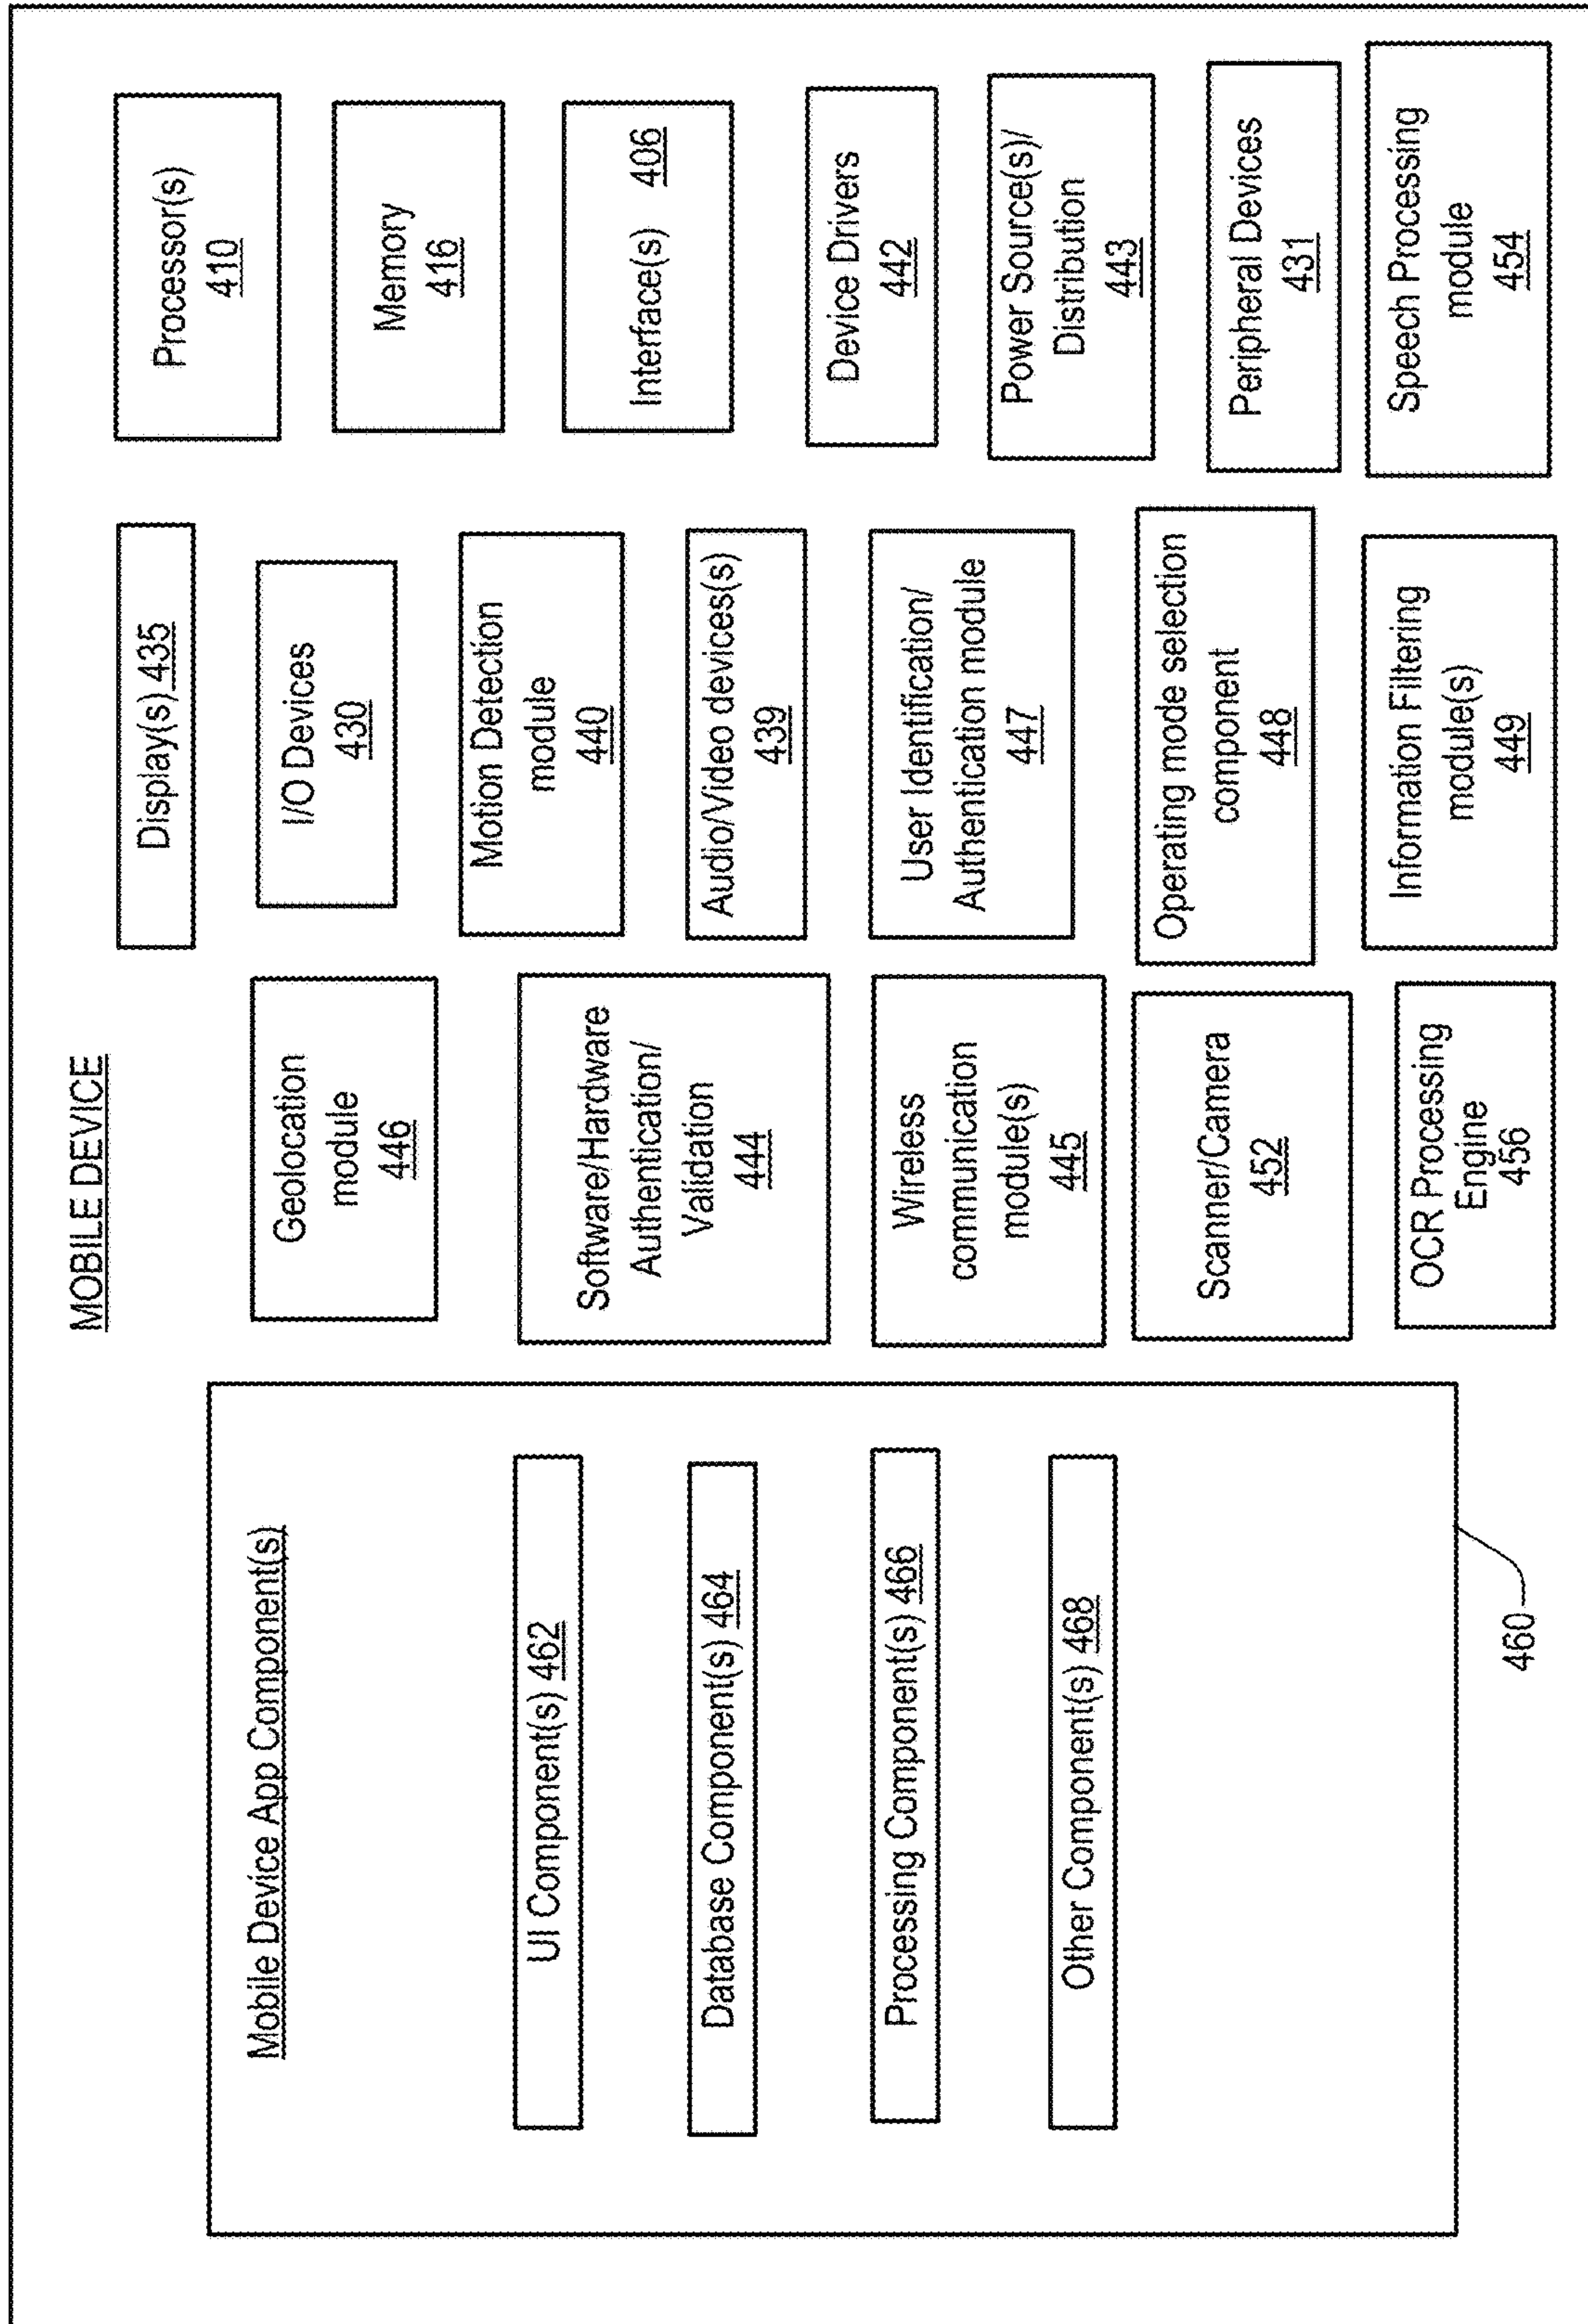 MOBILE DEVICE
Mobile Device App Component(s)
UI Component(s) 462
Database Component(s) 464
Processing Component(s) 466
Other Component(s) 468
460
Geolocation
module
446
Software/Hardware
Authentication/
Validation
444
Wireless
communication
module(s)
445
Scanner/Camera
452
OCR Processing
Engine
456
Display(s) 435
I/O Devices
430
Motion Detection
module
440
Audio/Video devices(s)
439
User Identification/
Authentication module
447
Operating mode selection
component
448
Information Filtering
module(s)
449
Processor(s)
410
Memory
416
Interface(s) 406
Device Drivers
442
Power Source(s)/
Distribution
443
Peripheral Devices
431
Speech Processing
module
454